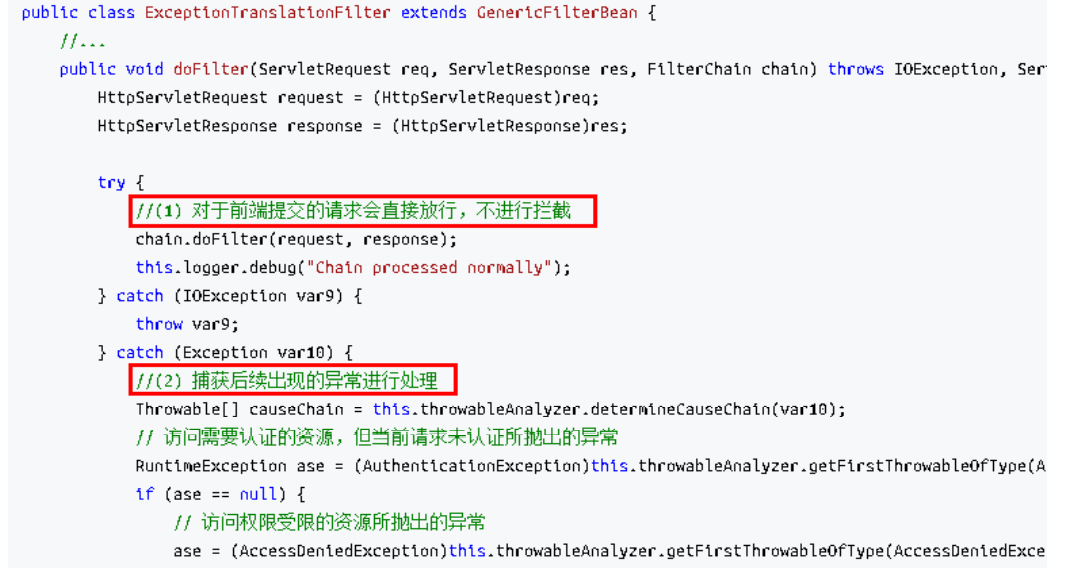 public class ExceptionTranslationFilter extends GenericFilterBean {
    //...
    public void doFilter(ServletRequest req, ServletResponse res, FilterChain chain) throws IOException, Ser
        HttpServletRequest request = (HttpServletRequest)req;
        HttpServletResponse response = (HttpServletResponse)res;
        try {
            //(1) 对于前端提交的请求会直接放行，不进行拦截
            chain.doFilter(request, response);
            this.logger.debug("Chain processed normally");
        } catch (IOException var9) {
            throw var9;
        } catch (Exception var10) {
            //(2) 捕获后续出现的异常进行处理
            Throwable[] causeChain = this.throwableAnalyzer.determineCauseChain(var10);
            // 访问需要认证的资源，但当前请求未认证所抛出的异常
            RuntimeException ase = (AuthenticationException)this.throwableAnalyzer.getFirstThrowableOfType(A
            if (ase == null) {
                // 访问权限受限的资源所抛出的异常
                ase = (AccessDeniedException)this.throwableAnalyzer.getFirstThrowableOfType(AccessDeniedExce